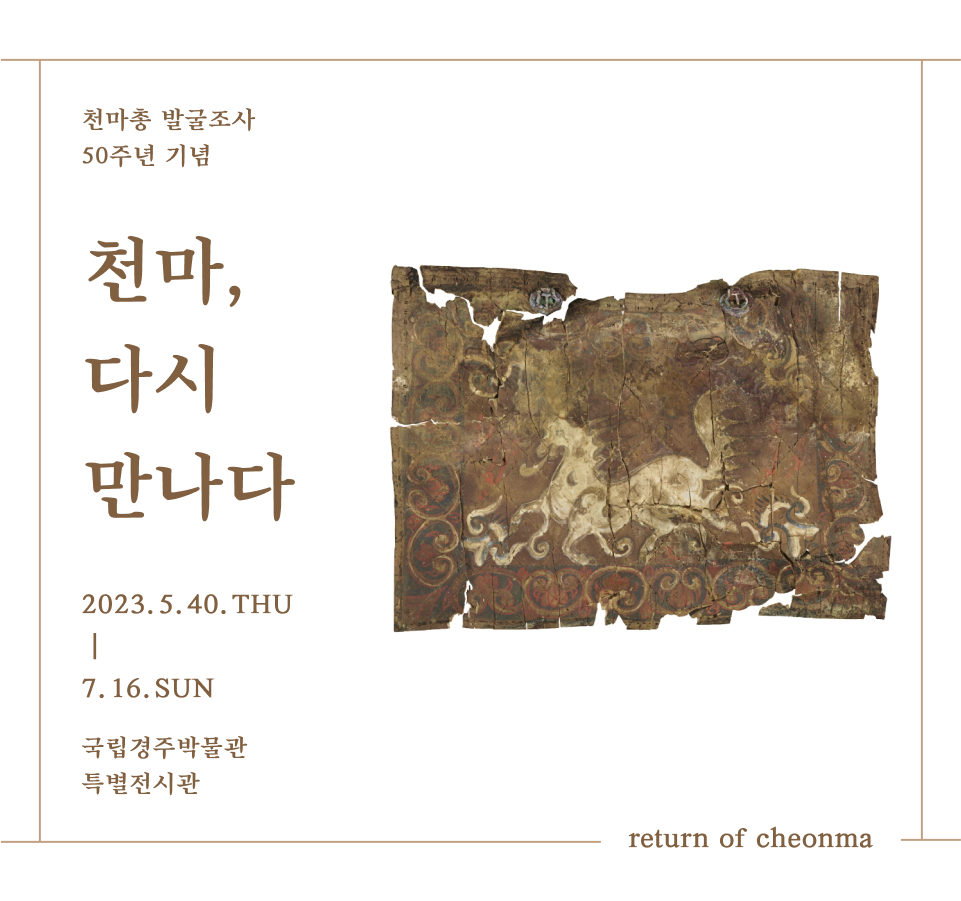 천마총 발굴조사
50주년 기념
천마,
다시
만나다
2023. 5. 40. THU
|
7. 16. SUN
국립경주박물관
특별전시관
return of cheonma